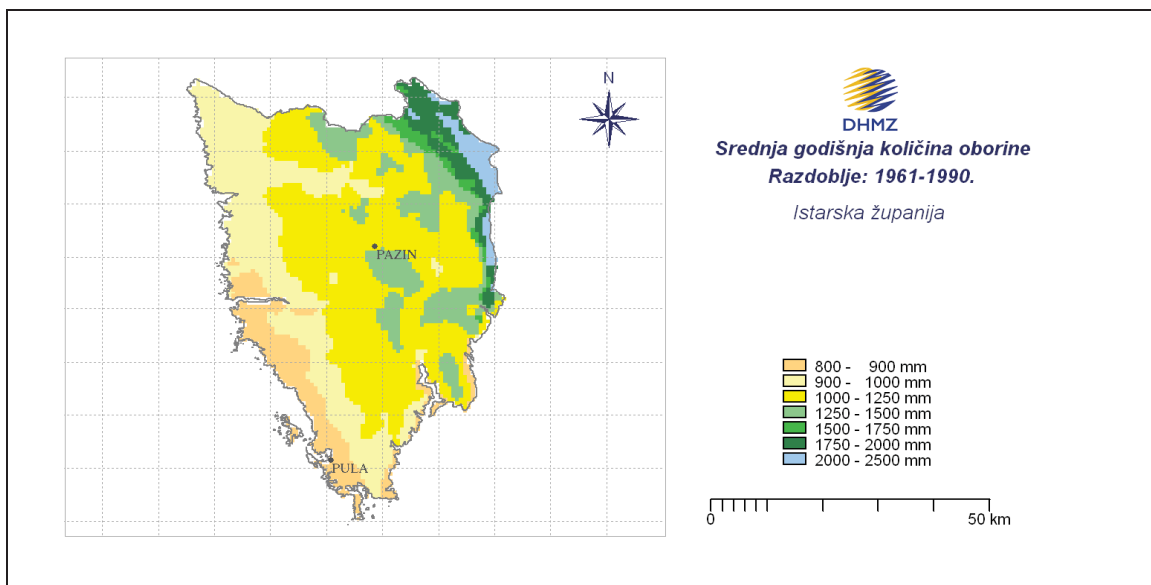 N
PAZIN
PULA
DHMZ
Srednja godišnja količina oborine
Razdoblje: 1961-1990.
Istarska županija
800 - 900 mm
900 - 1000 mm
1000 - 1250 mm
1250 - 1500 mm
1500 - 1750 mm
1750 - 2000 mm
2000 - 2500 mm
0 50 km